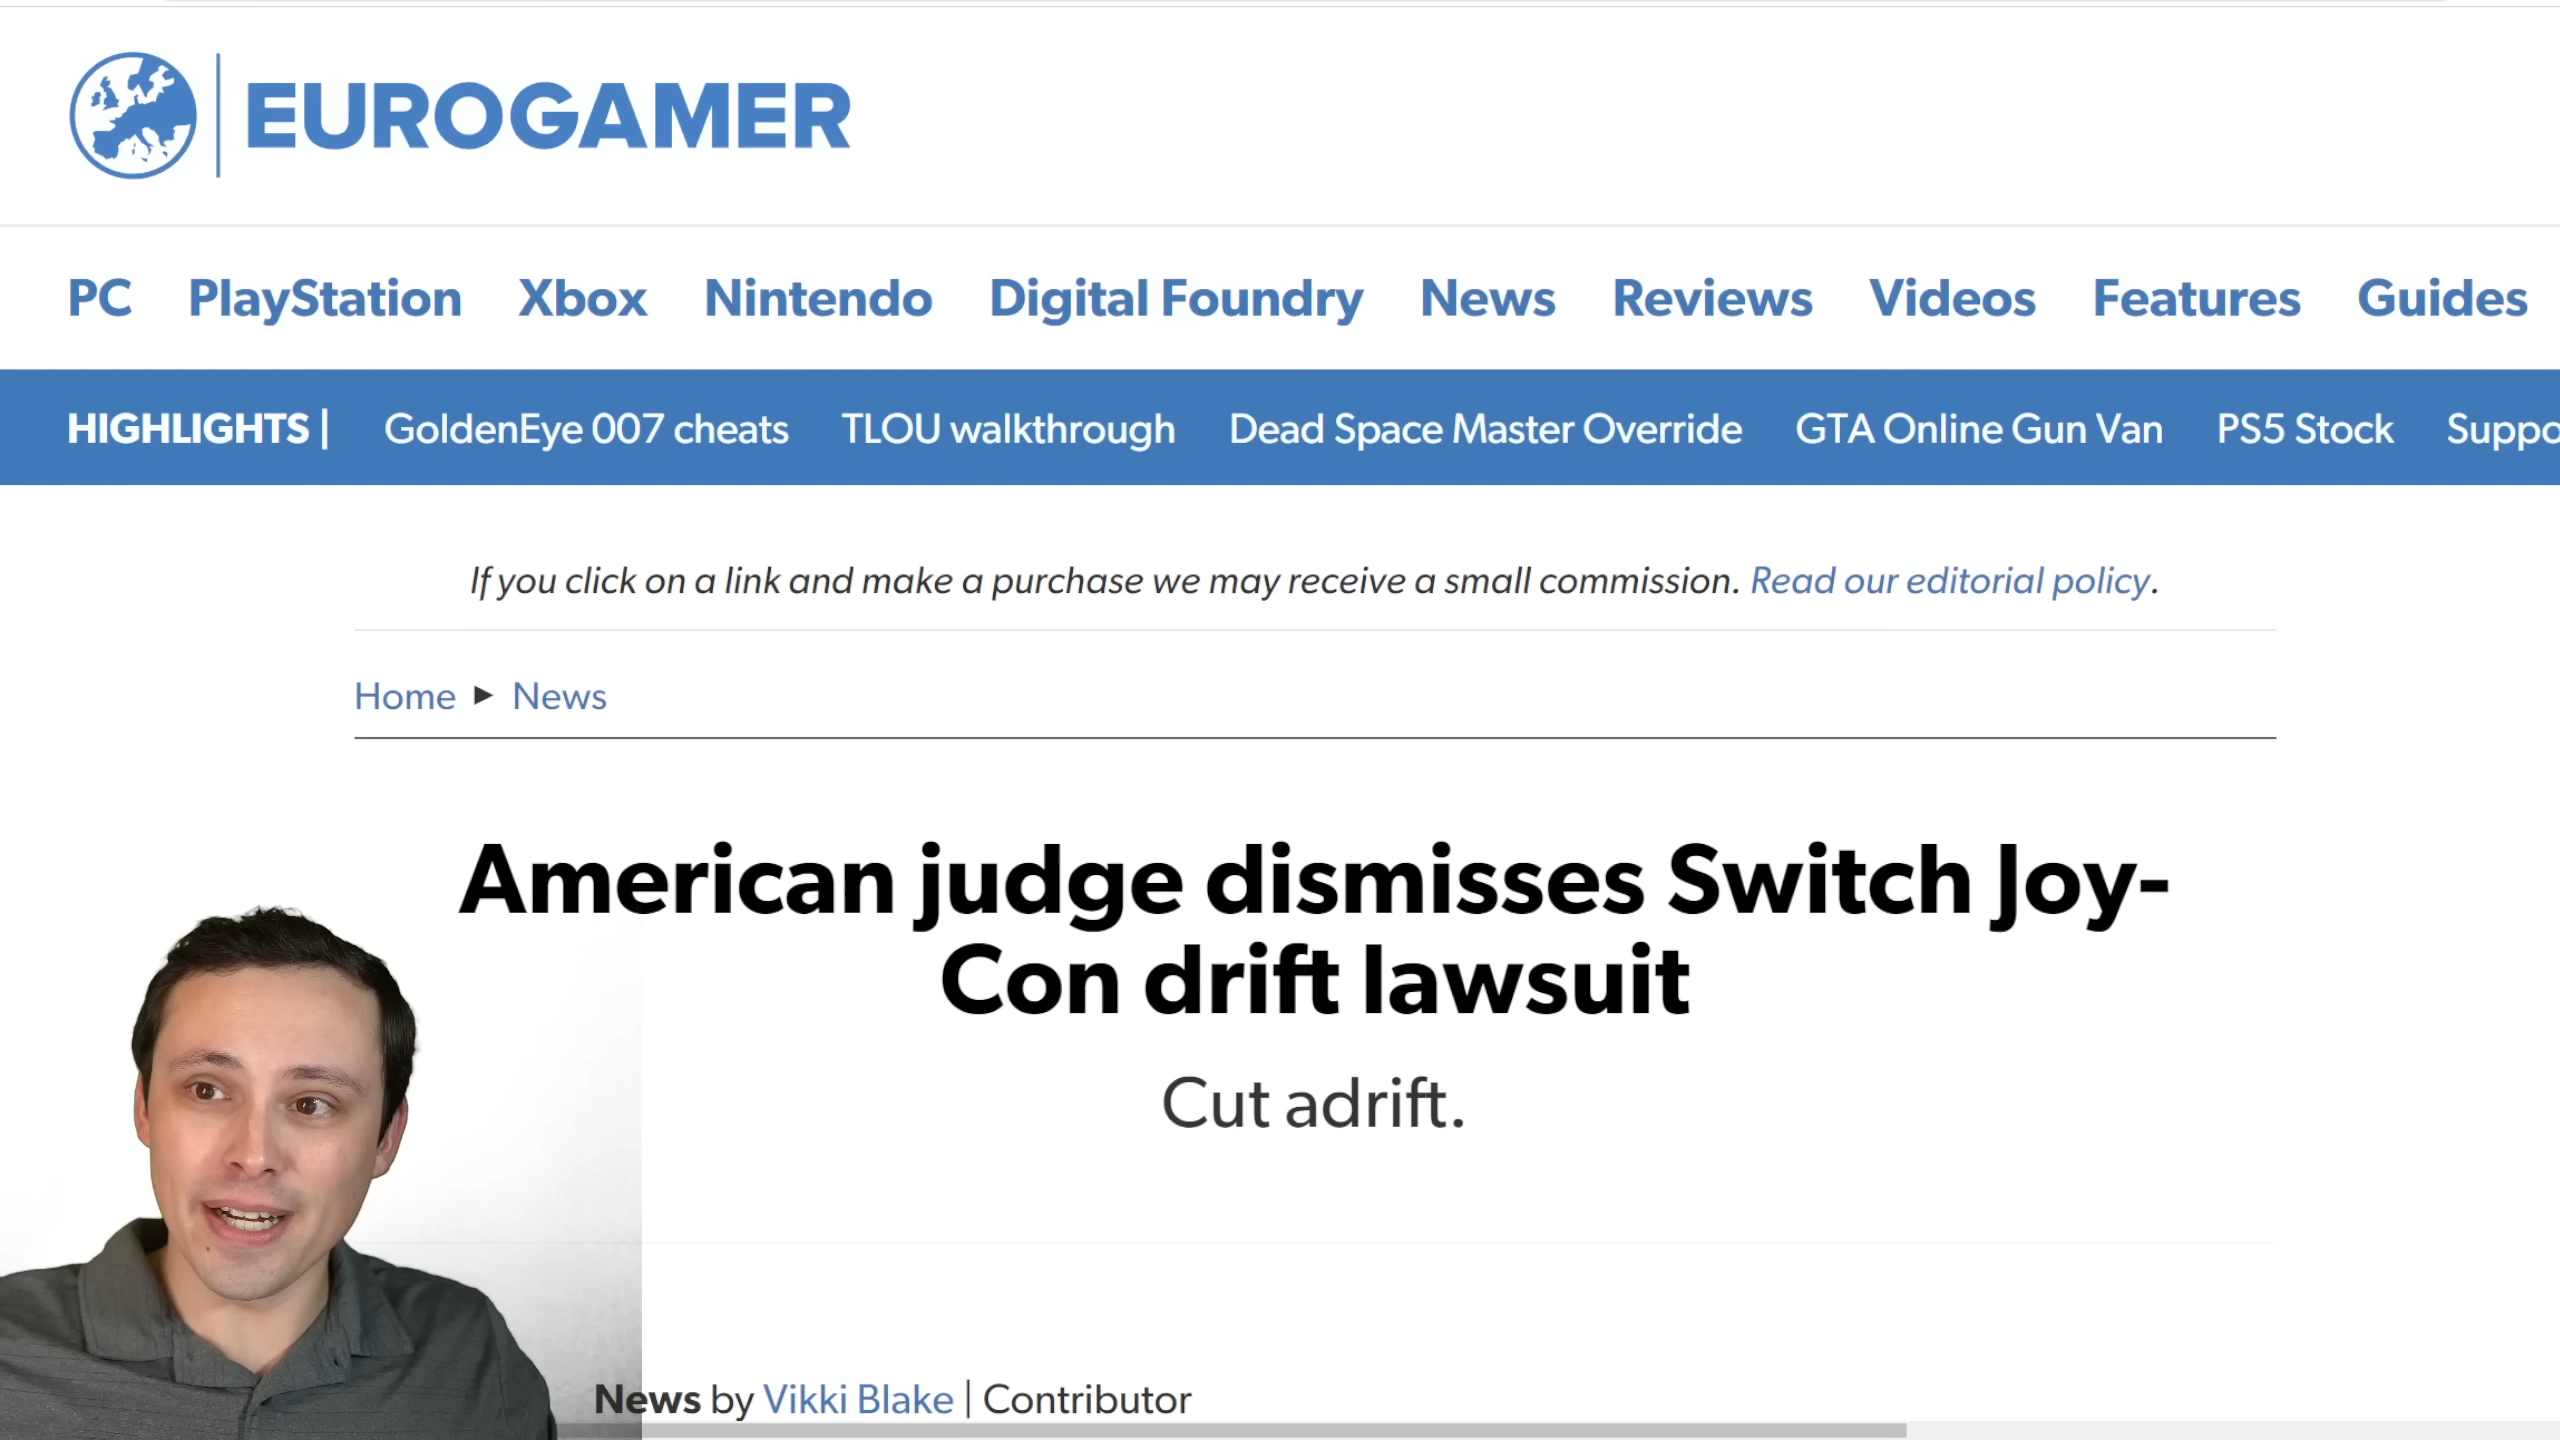 EUROGAMER
PC PlayStation Xbox Nintendo Digital Foundry News Reviews Videos Features Guides
HIGHLIGHTS | GoldenEye 007 cheats TLOU walkthrough Dead Space Master Override GTA Online Gun Van PS5 Stock Suppo
If you click on a link and make a purchase we may receive a small commission. Read our editorial policy.
Home ► News
American judge dismisses Switch Joy-
Con drift lawsuit
Cut adrift.
News by Vikki Blake | Contributor